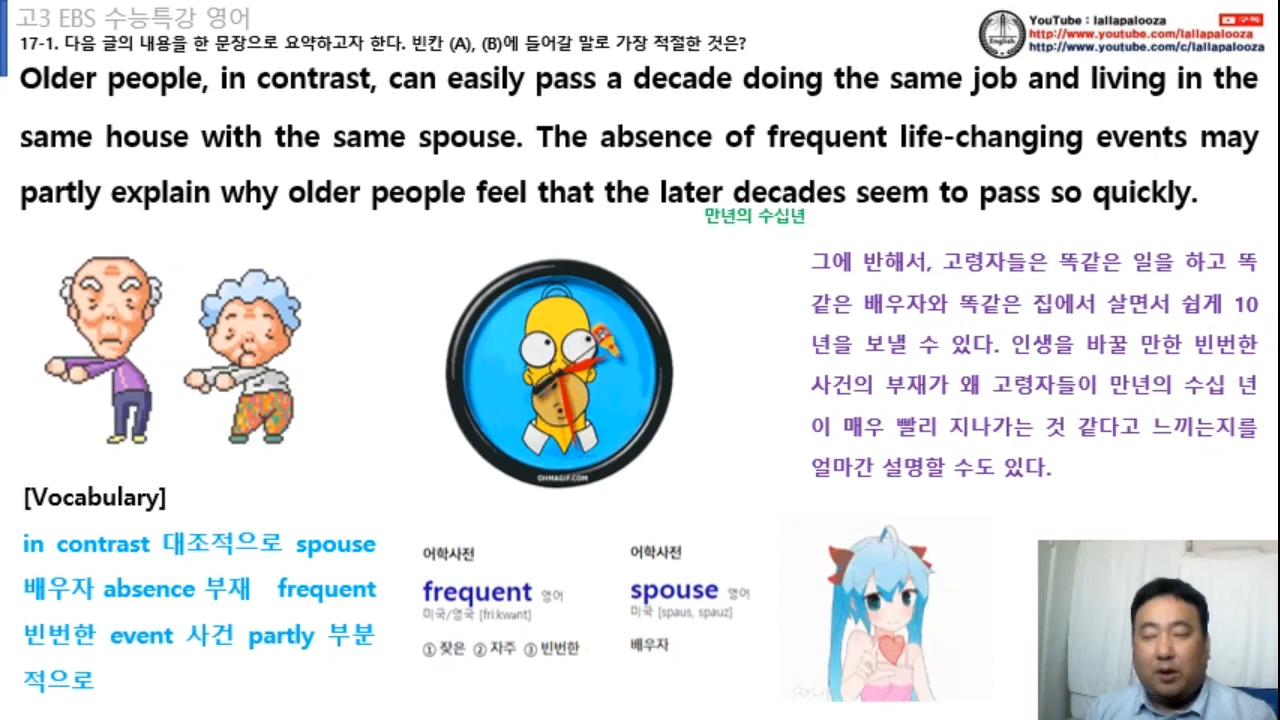 고3 EBS 수능특강 영어
17-1. 다음 글의 내용을 한 문장으로 요약하고자 한다. 빈칸 (A), (B)에 들어갈 말로 가장 적절한 것은?
YouTube : lallapalooza
구독
http://www.youtube.com/lallapalooza
http://www.youtube.com/c/lallapalooza
English
Older people, in contrast, can easily pass a decade doing the same job and living in the
same house with the same spouse. The absence of frequent life-changing events may
partly explain why older people feel that the later decades seem to pass so quickly.
만년의 수십년
그에 반해서, 고령자들은 똑같은 일을 하고 똑
같은 배우자와 똑같은 집에서 살면서 쉽게 10
년을 보낼 수 있다. 인생을 바꿀 만한 빈번한
사건의 부재가 왜 고령자들이 만년의 수십 년
이 매우 빨리 지나가는 것 같다고 느끼는지를
얼마간 설명할 수도 있다.
OHMAGIF.COM
[Vocabulary]
in contrast 대조적으로 spouse
배우자 absence 부재 frequent
빈번한 event 사건 partly 부분
적으로
어학사전
frequent 영어
미국/영국 [fri:kwənt]
① 잦은 ② 자주 ③ 빈번한
어학사전
spouse 영어
미국 [spaus, spauz]
배우자